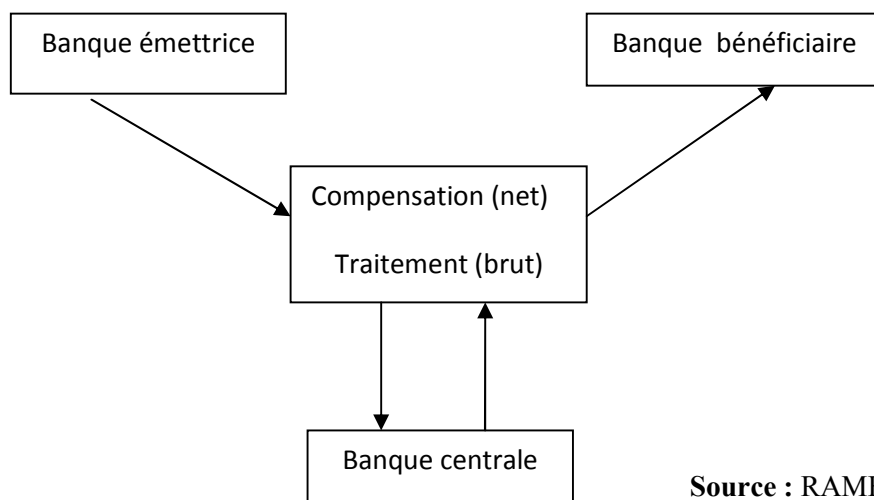 Banque émettrice
Banque bénéficiaire
Compensation (net)
Traitement (brut)
Banque centrale
Source :